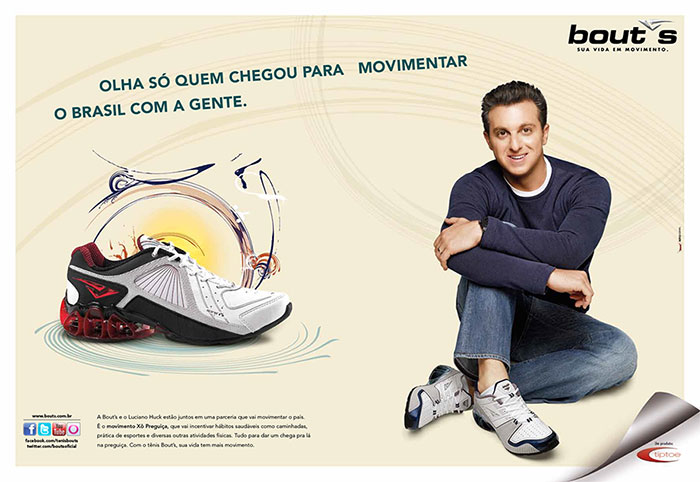 bout's
SUA VIDA EM MOVIMENTO.
OLHA SÓ QUEM CHEGOU PARA MOVIMENTAR
O BRASIL COM A GENTE.
www.bouts.com.br
facebook.com/tenisbouts
twitter.com/boutsoficial
A Bout's e o Luciano Huck estão juntos em uma parceria que vai movimentar o país.
É o movimento Xô Preguiça, que vai incentivar hábitos saudáveis como caminhadas,
prática de esportes e diversas outras atividades físicas. Tudo para dar um chega pra lá
na preguiça. Com o tênis Bout's, sua vida tem mais movimento.
Um produto:
tiptoe